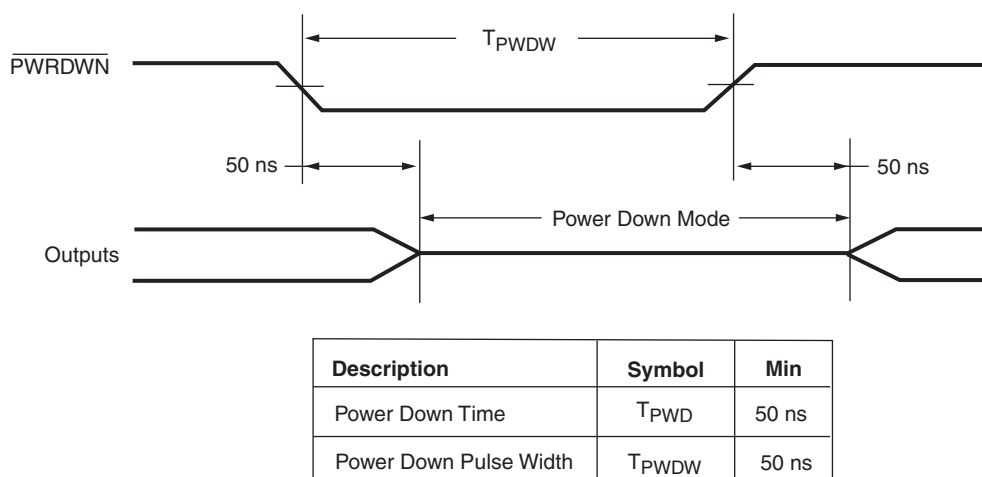 T_PWDW
PWRDWN
50 ns
50 ns
Power Down Mode
Outputs
Description Symbol Min
Power Down Time T_PWD 50 ns
Power Down Pulse Width T_PWDW 50 ns